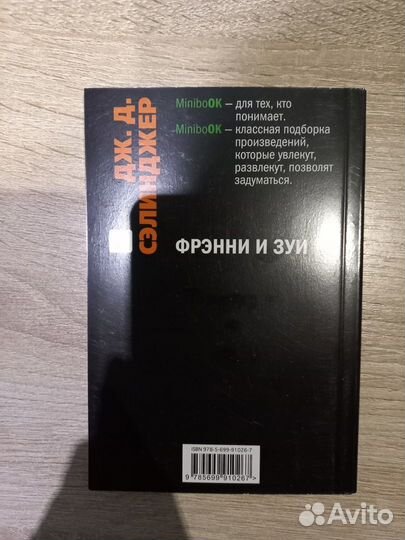 ДЖ. Д.
СЭЛИНДЖЕР
MiniboOK – для тех, кто
понимает.
MiniboOK – классная подборка
произведений,
которые увлекут,
развлекут, позволят
задуматься.
ФРЭННИ И ЗУИ
ISBN 978-5-699-91026-7
9 785699 910267 >
Avito